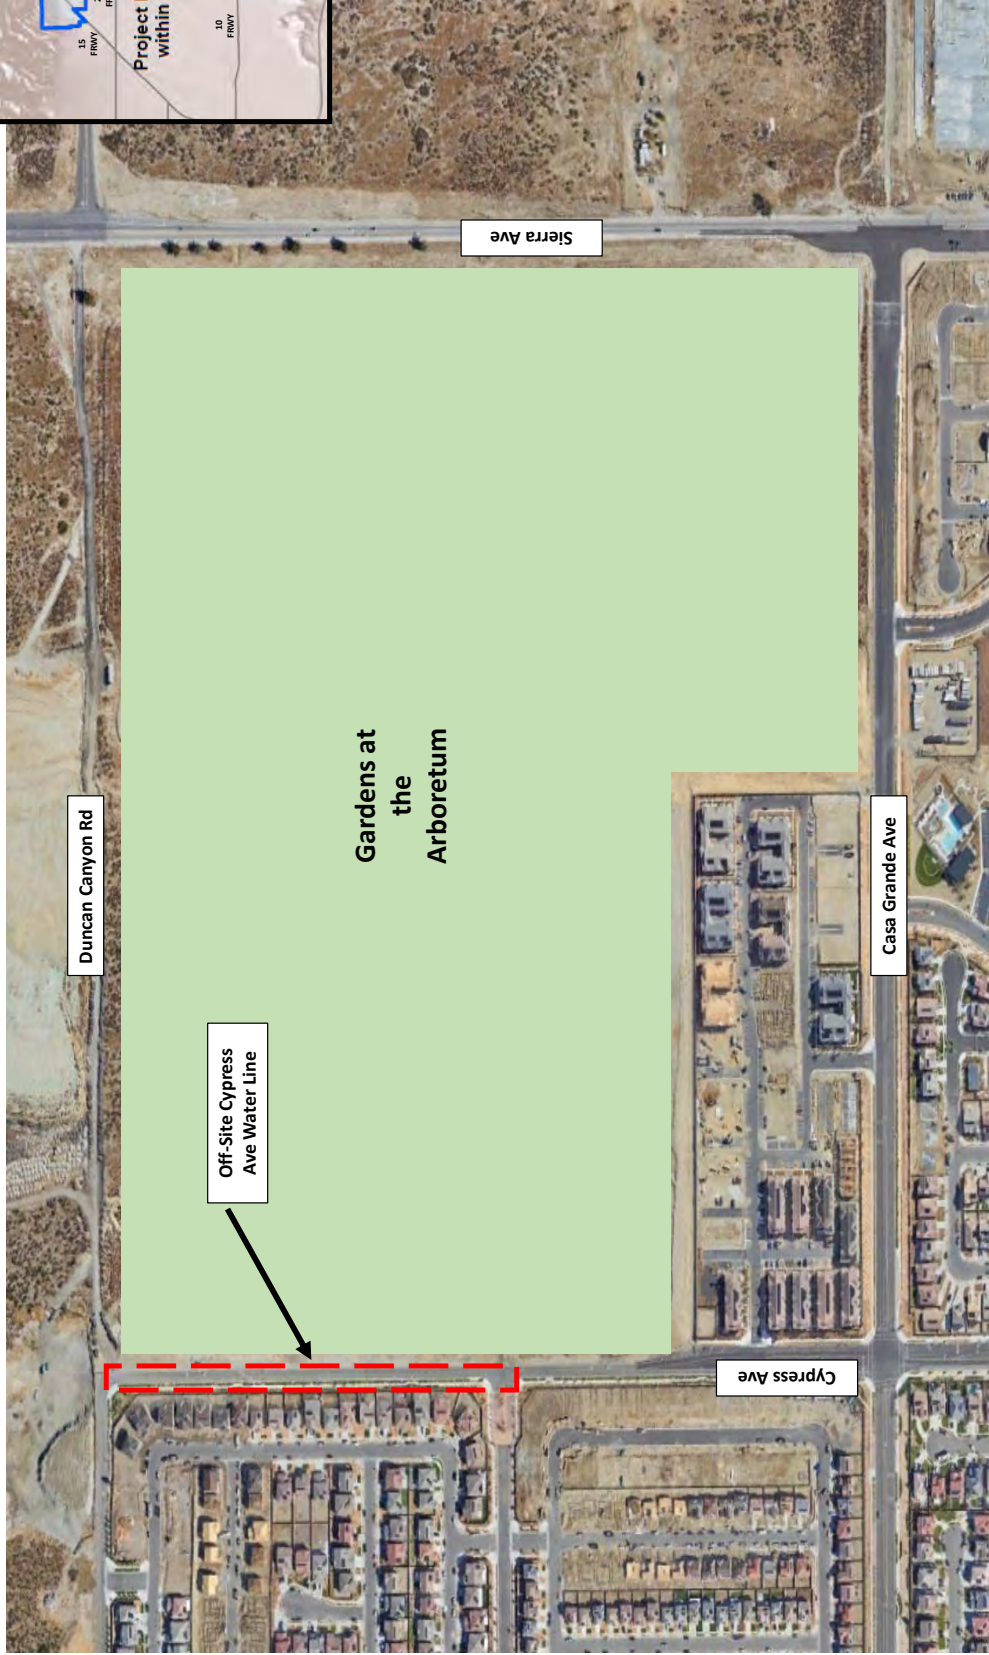 15
FRWY
10
FRWY
Project
within
Sierra Ave
Duncan Canyon Rd
Gardens at
the
Arboretum
Casa Grande Ave
Off-Site Cypress
Ave Water Line
Cypress Ave